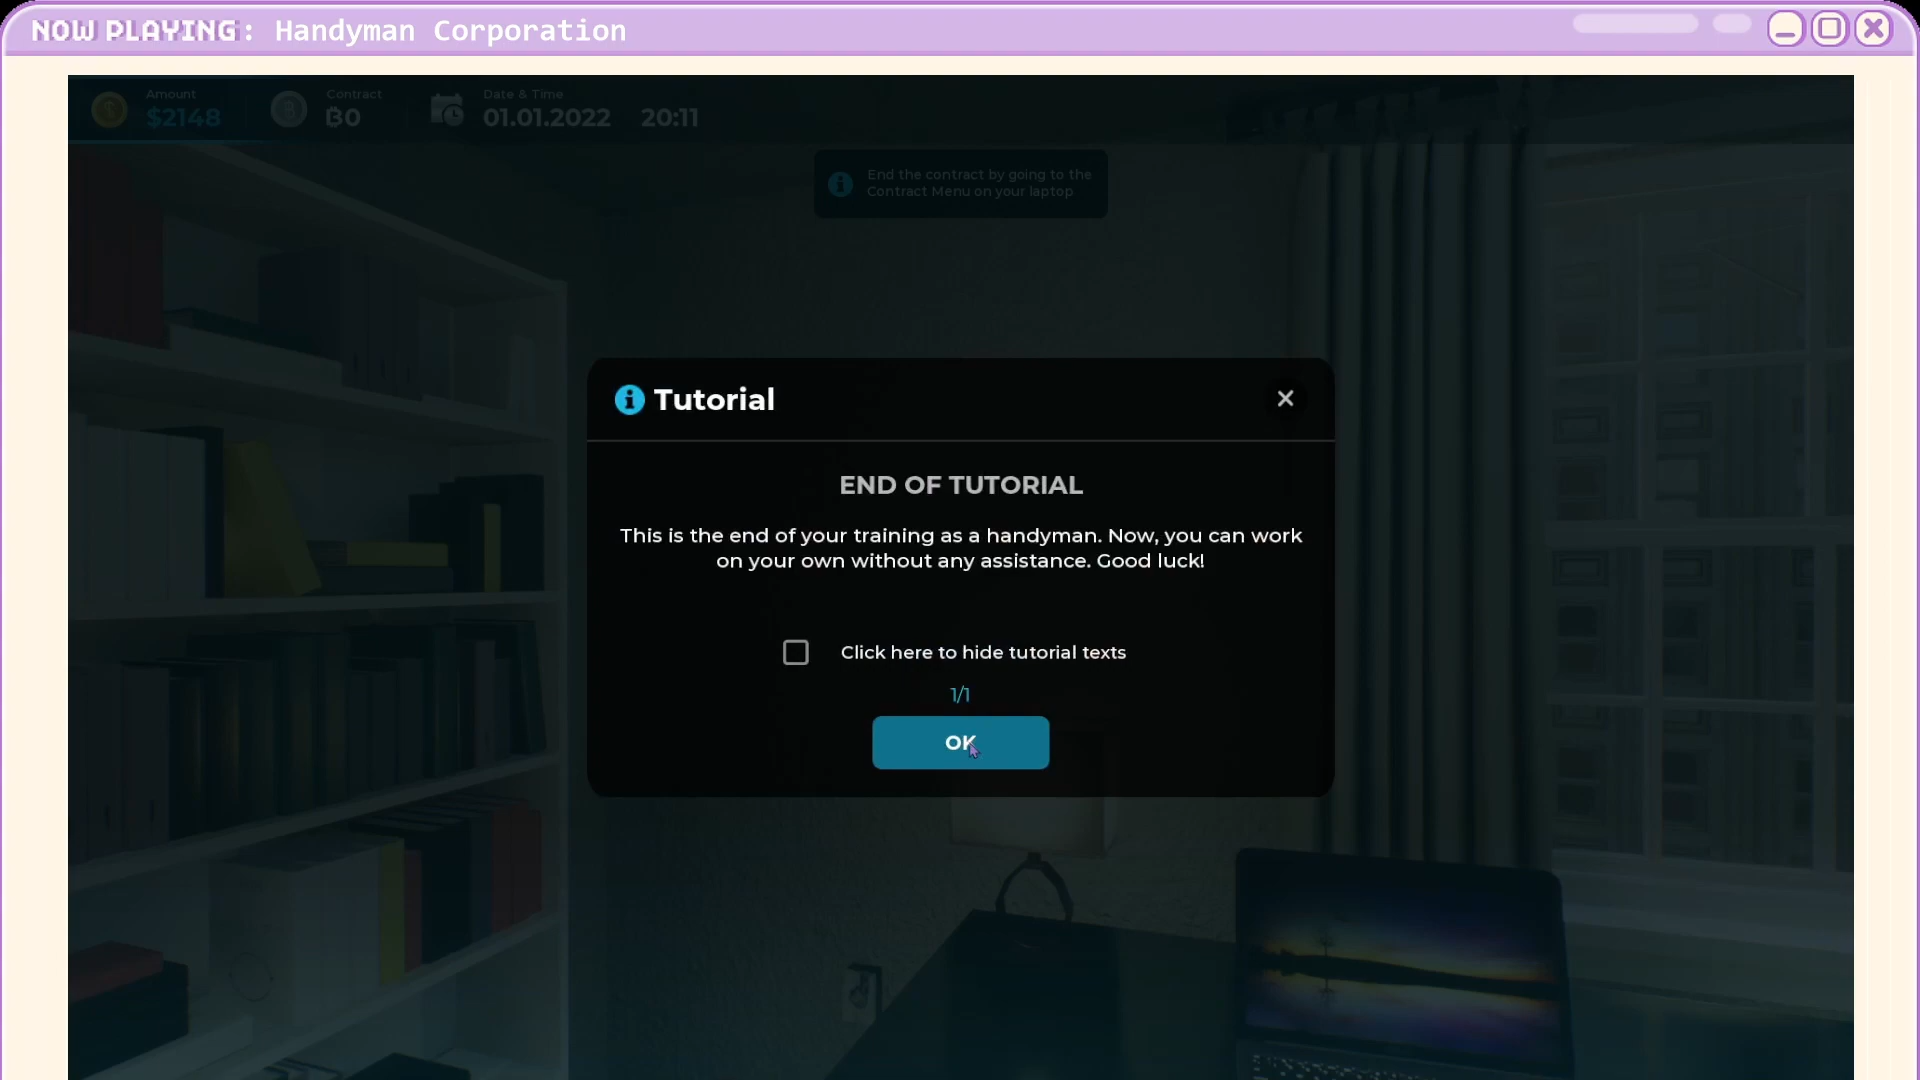 NOW PLAYING: Handyman Corporation
Amount
$2148
Contract
₿0
Date & Time
01.01.2022 20:11
End the contract by going to the
Contract Menu on your laptop
Tutorial
END OF TUTORIAL
This is the end of your training as a handyman. Now, you can work
on your own without any assistance. Good luck!
Click here to hide tutorial texts
1/1
OK